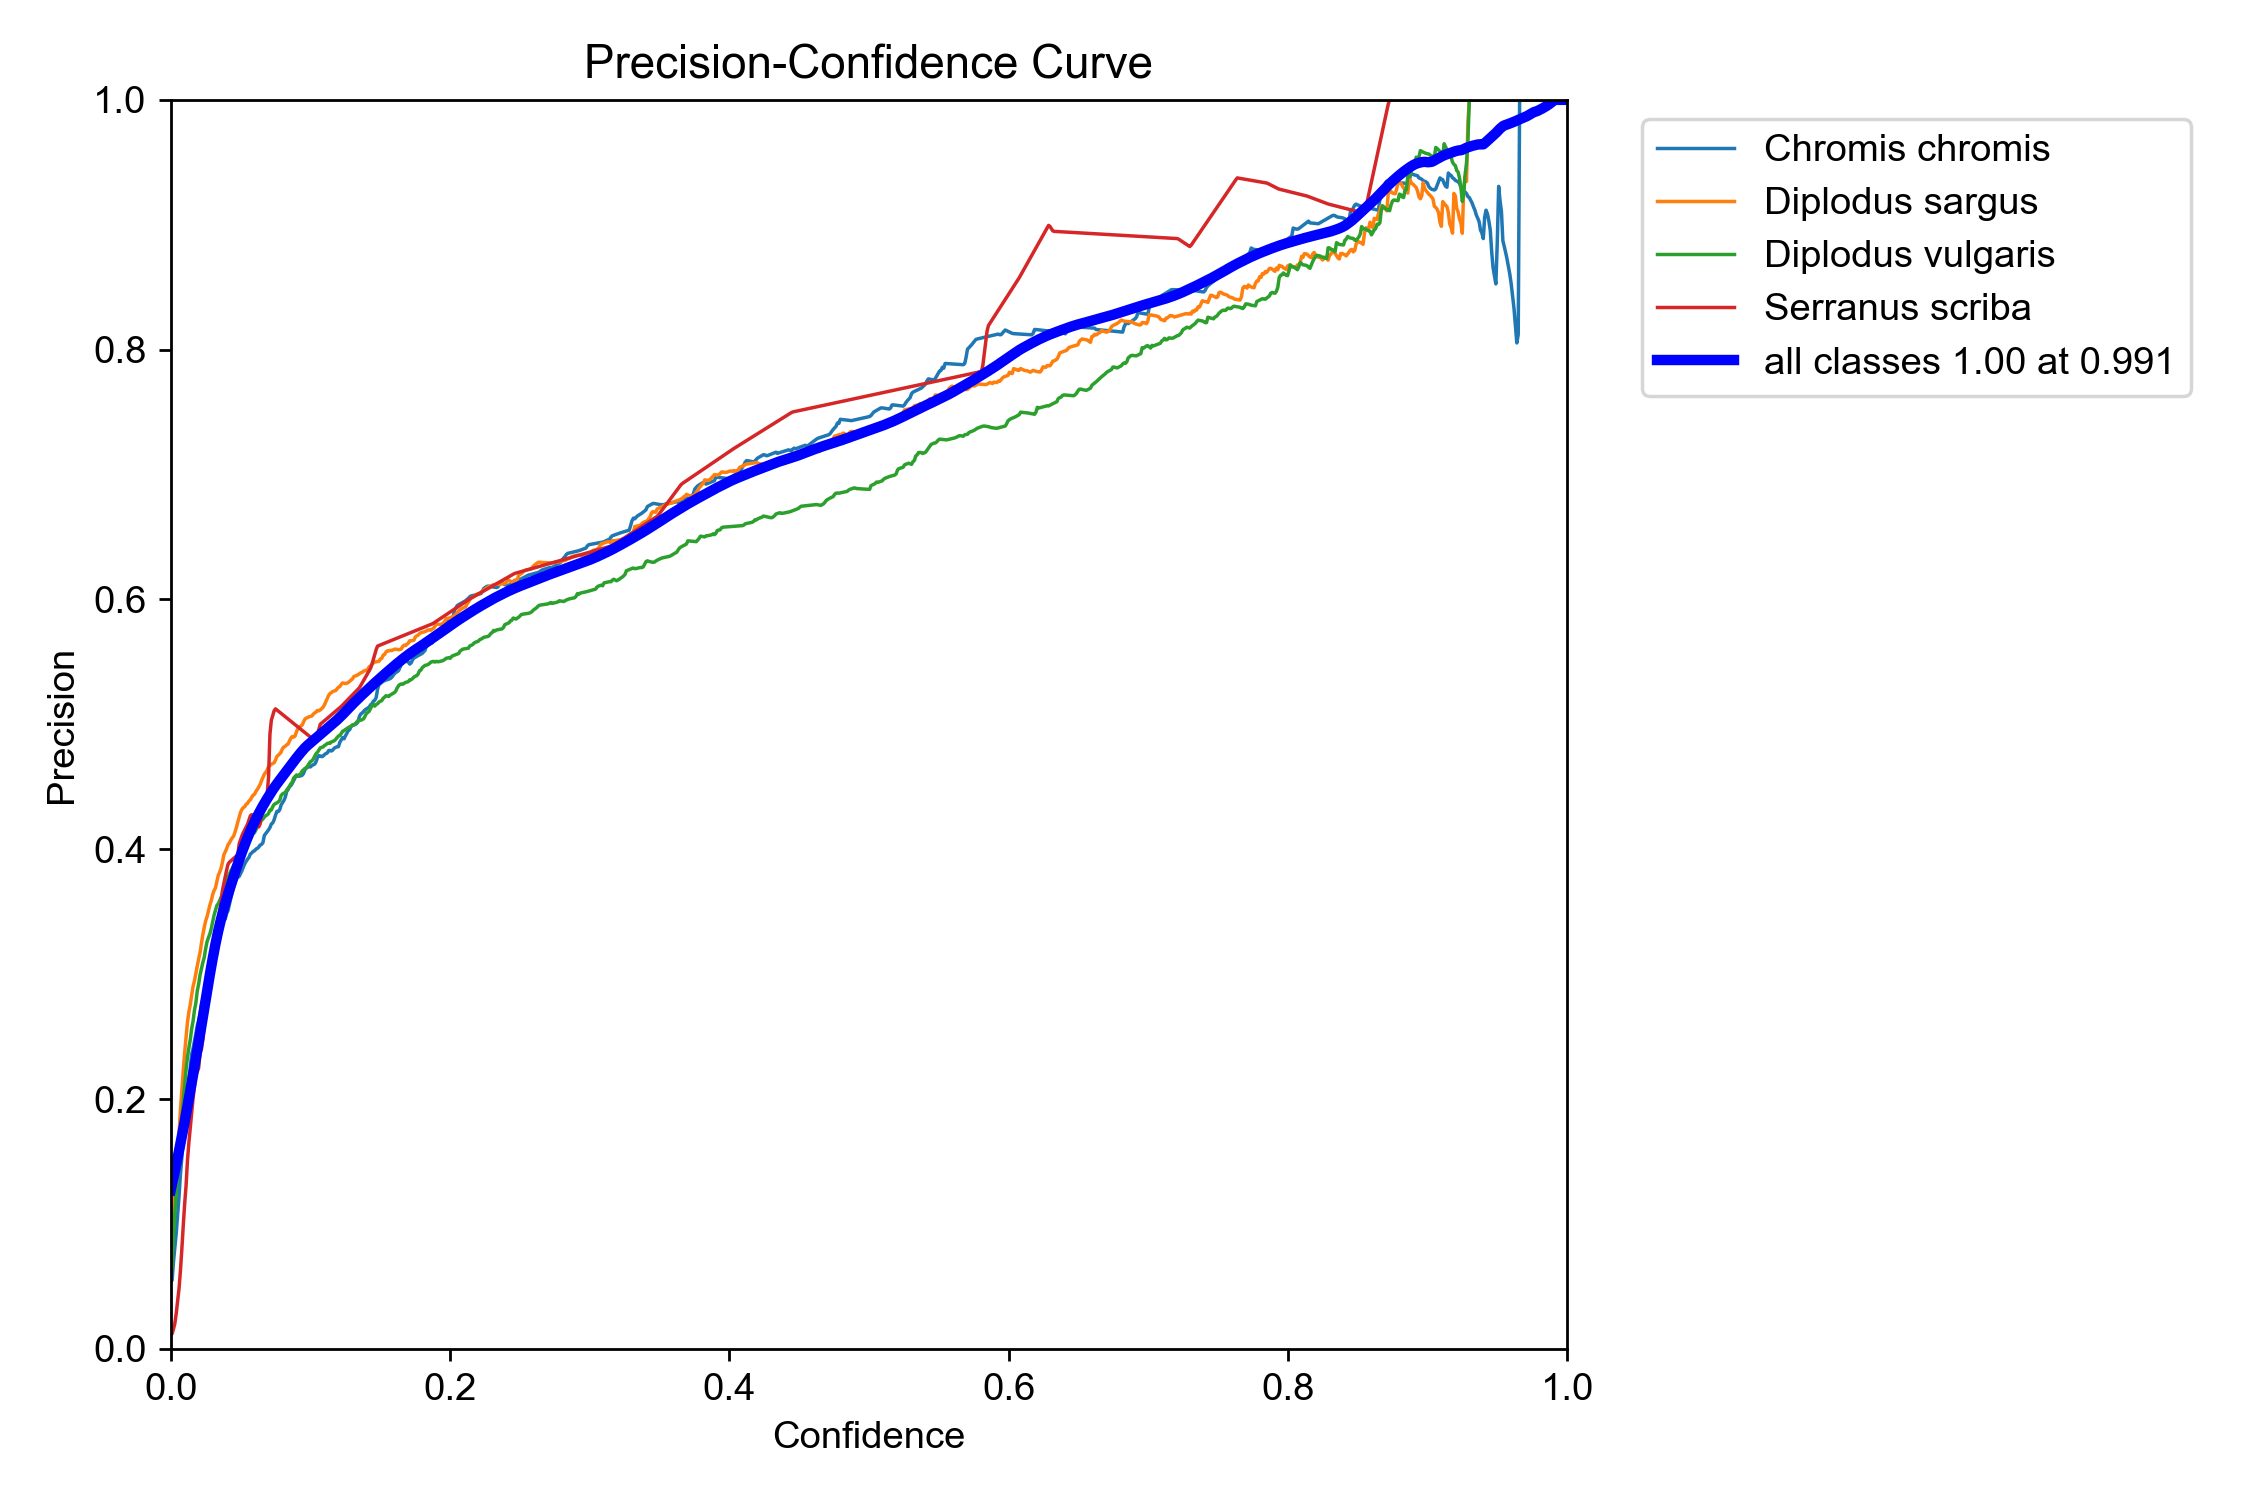 Precision-Confidence Curve
1.0
0.8
0.6
0.4
0.2
0.0
Precision
0.0 0.2 0.4 0.6 0.8 1.0
Confidence
Chromis chromis
Diplodus sargus
Diplodus vulgaris
Serranus scriba
all classes 1.00 at 0.991